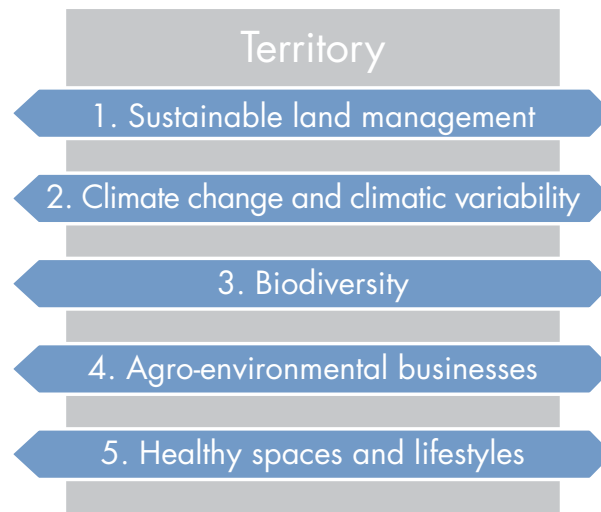 Territory
1. Sustainable land management
2. Climate change and climatic variability
3. Biodiversity
4. Agro-environmental businesses
5. Healthy spaces and lifestyles